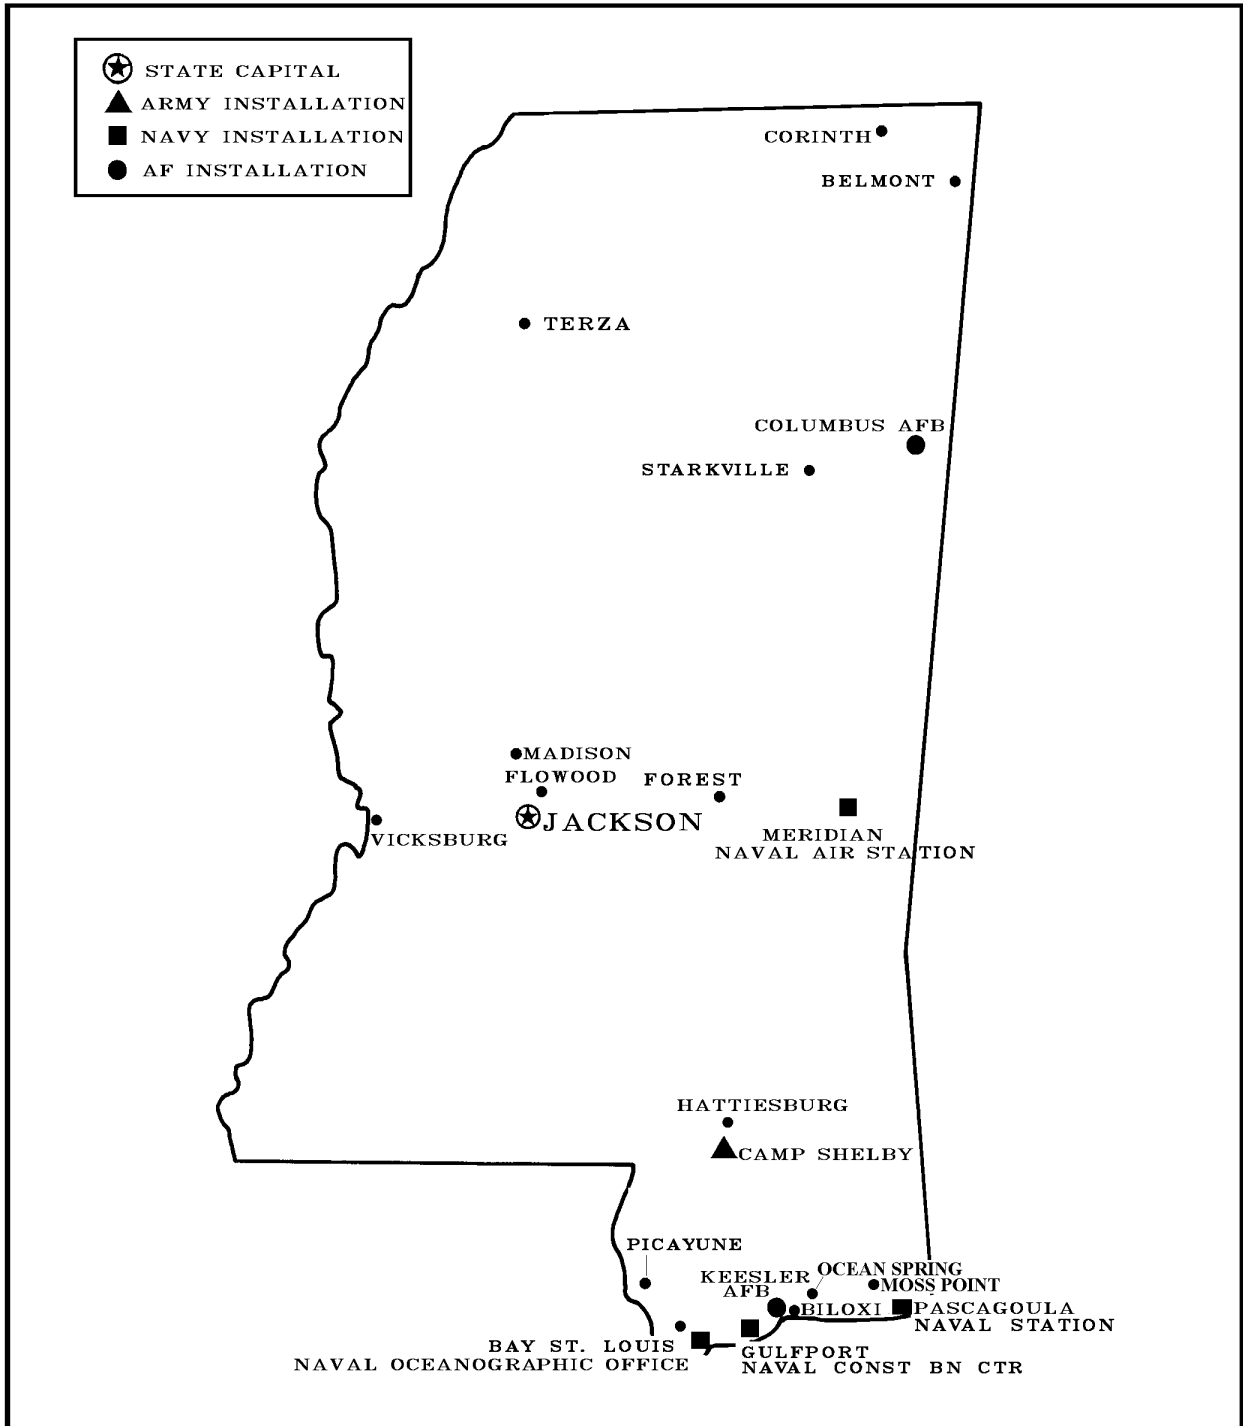 STATE CAPITAL
ARMY INSTALLATION
NAVY INSTALLATION
AF INSTALLATION
CORINTH
BELMONT
TERZA
COLUMBUS AFB
STARKVILLE
MADISON
FLOWOOD
FOREST
JACKSON
VICKSBURG
MERIDIAN
NAVAL AIR STATION
HATTIESBURG
CAMP SHELBY
PICAYUNE
OCEAN SPRING
KEESLER
AFB
MOSS POINT
BILOXI
PASCAGOULA
NAVAL STATION
BAY ST. LOUIS
NAVAL OCEANOGRAPHIC OFFICE
GULFPORT
NAVAL CONST BN CTR